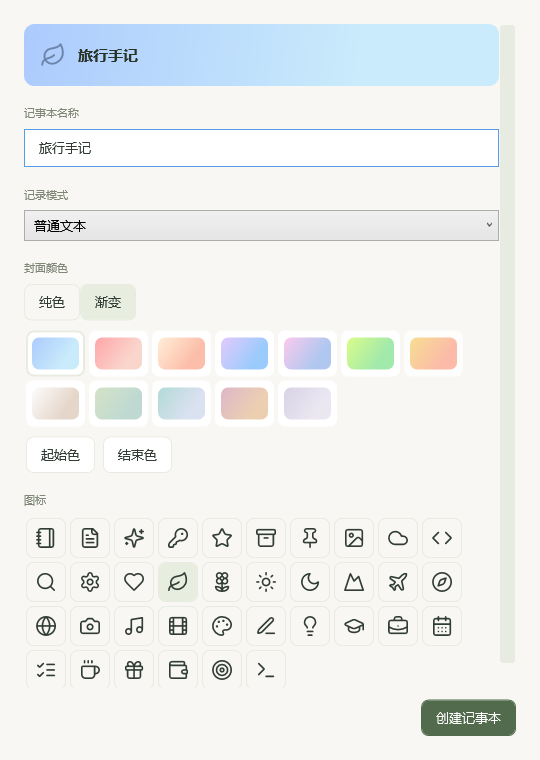 旅行手记
记事本名称
旅行手记
记录模式
普通文本
封面颜色
纯色 渐变
起始色 结束色
图标
创建记事本